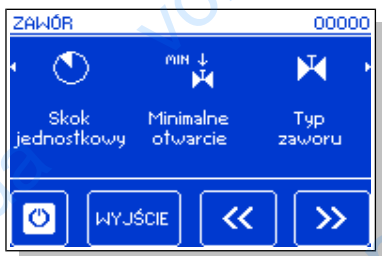 ZAWÓR 00000
MIN
Skok Minimalne Typ
jednostkowy otwarcie zaworu
WYJŚCIE